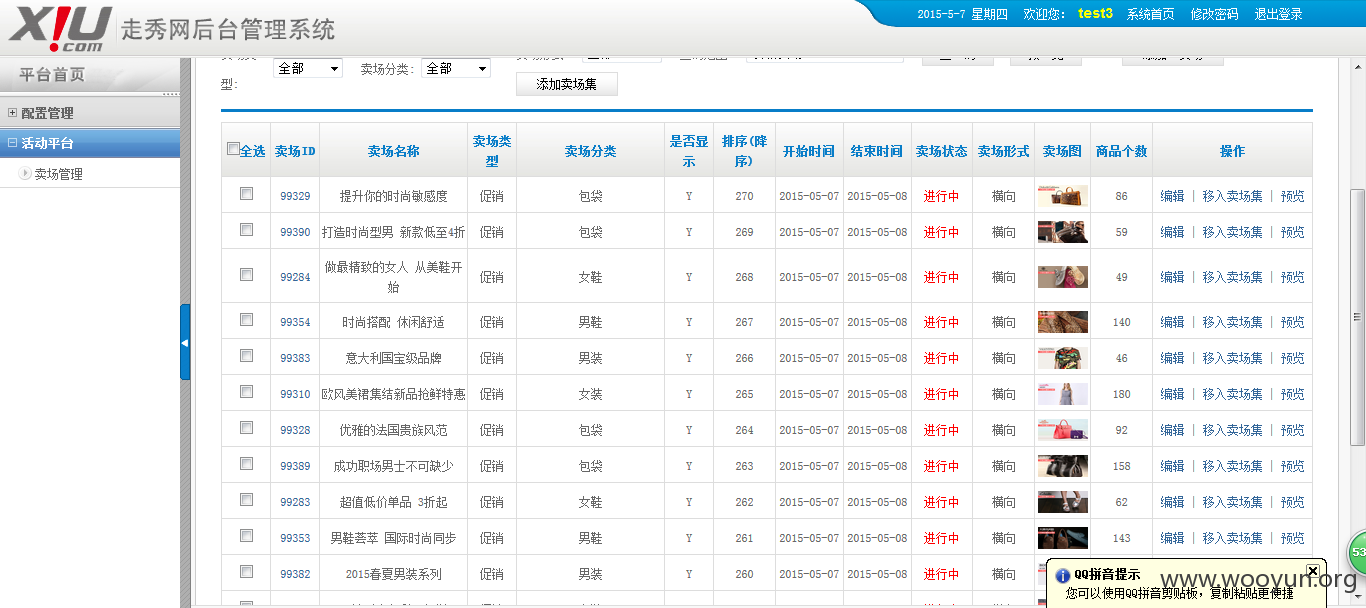 X!U.com 走秀网后台管理系统
2015-5-7 星期四 欢迎您: test3 系统首页 修改密码 退出登录
平台首页
配置管理
活动平台
卖场管理
型: 全部 卖场分类: 全部
添加卖场集
全选 卖场ID 卖场名称 卖场类型 卖场分类 是否显示 排序(降序) 开始时间 结束时间 卖场状态 卖场形式 卖场图 商品个数 操作
99329 提升你的时尚敏感度 促销 包袋 Y 270 2015-05-07 2015-05-08 进行中 横向 86 编辑 | 移入卖场集 | 预览
99390 打造时尚型男 新款低至4折 促销 包袋 Y 269 2015-05-07 2015-05-08 进行中 横向 59 编辑 | 移入卖场集 | 预览
99284 做最精致的女人 从美鞋开始 促销 女鞋 Y 268 2015-05-07 2015-05-08 进行中 横向 49 编辑 | 移入卖场集 | 预览
99354 时尚搭配 休闲舒适 促销 男鞋 Y 267 2015-05-07 2015-05-08 进行中 横向 140 编辑 | 移入卖场集 | 预览
99383 意大利国宝级品牌 促销 男装 Y 266 2015-05-07 2015-05-08 进行中 横向 46 编辑 | 移入卖场集 | 预览
99310 欧风美裙集结新品抢鲜特惠 促销 女装 Y 265 2015-05-07 2015-05-08 进行中 横向 180 编辑 | 移入卖场集 | 预览
99328 优雅的法国贵族风范 促销 包袋 Y 264 2015-05-07 2015-05-08 进行中 横向 92 编辑 | 移入卖场集 | 预览
99389 成功职场男士不可缺少 促销 包袋 Y 263 2015-05-07 2015-05-08 进行中 横向 158 编辑 | 移入卖场集 | 预览
99283 超值低价单品 3折起 促销 女鞋 Y 262 2015-05-07 2015-05-08 进行中 横向 62 编辑 | 移入卖场集 | 预览
99353 男鞋荟萃 国际时尚同步 促销 男鞋 Y 261 2015-05-07 2015-05-08 进行中 横向 143 编辑 | 移入卖场集 | 预览
99382 2015春夏男装系列 促销 男装 Y 260 2015-05-07 2015-05-08 进行中 横向
53
QQ拼音提示
您可以使用QQ拼音剪贴板，复制粘贴更便捷
www.wooyun.org